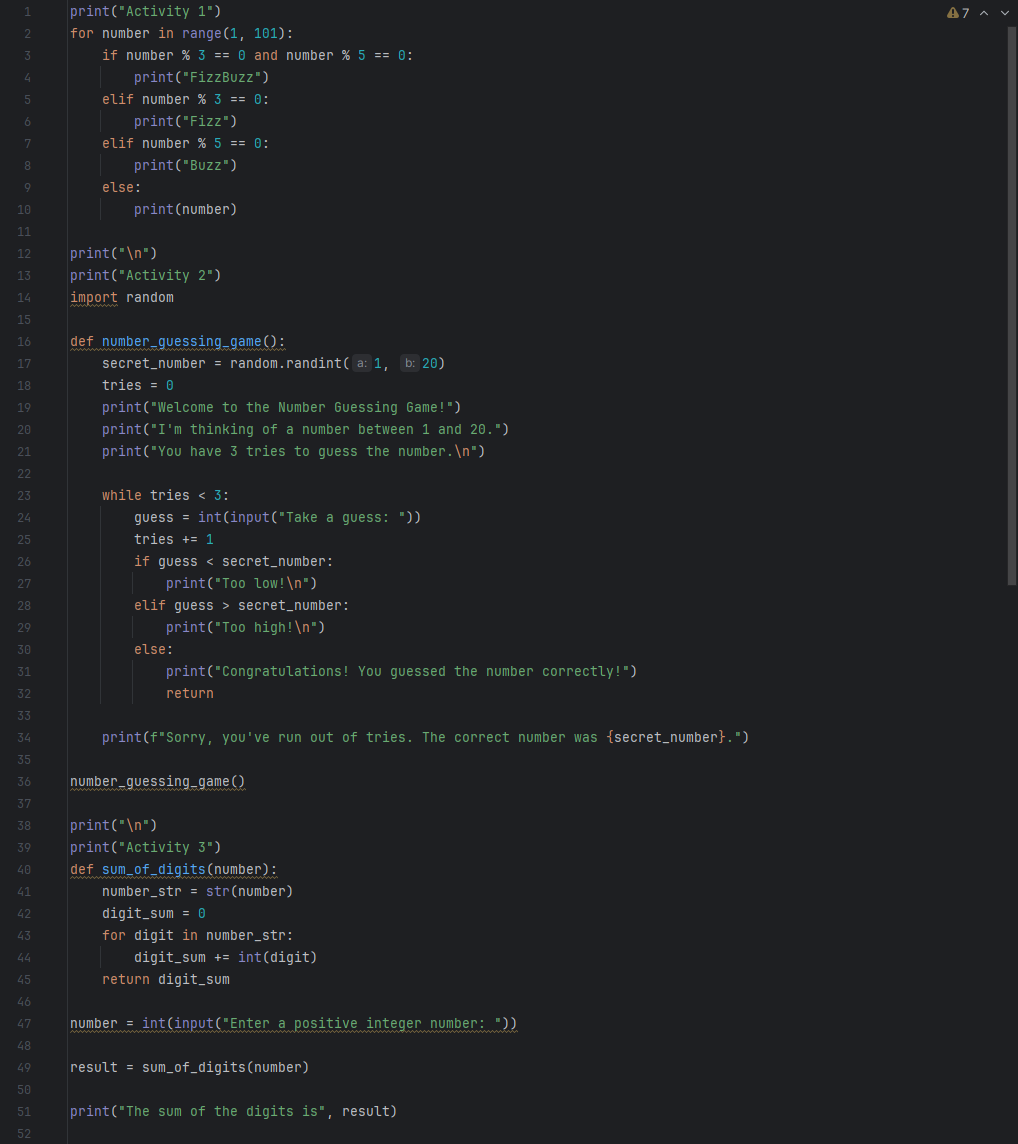 7
1 print("Activity 1")
2 for number in range(1, 101):
3     if number % 3 == 0 and number % 5 == 0:
4         print("FizzBuzz")
5     elif number % 3 == 0:
6         print("Fizz")
7     elif number % 5 == 0:
8         print("Buzz")
9     else:
10         print(number)
11
12 print("\n")
13 print("Activity 2")
14 import random
15
16 def number_guessing_game():
17     secret_number = random.randint( a: 1,  b: 20)
18     tries = 0
19     print("Welcome to the Number Guessing Game!")
20     print("I'm thinking of a number between 1 and 20.")
21     print("You have 3 tries to guess the number.\n")
22
23     while tries < 3:
24         guess = int(input("Take a guess: "))
25         tries += 1
26         if guess < secret_number:
27             print("Too low!\n")
28         elif guess > secret_number:
29             print("Too high!\n")
30         else:
31             print("Congratulations! You guessed the number correctly!")
32             return
33
34     print(f"Sorry, you've run out of tries. The correct number was {secret_number}.")
35
36 number_guessing_game()
37
38 print("\n")
39 print("Activity 3")
40 def sum_of_digits(number):
41     number_str = str(number)
42     digit_sum = 0
43     for digit in number_str:
44         digit_sum += int(digit)
45     return digit_sum
46
47 number = int(input("Enter a positive integer number: "))
48
49 result = sum_of_digits(number)
50
51 print("The sum of the digits is", result)
52